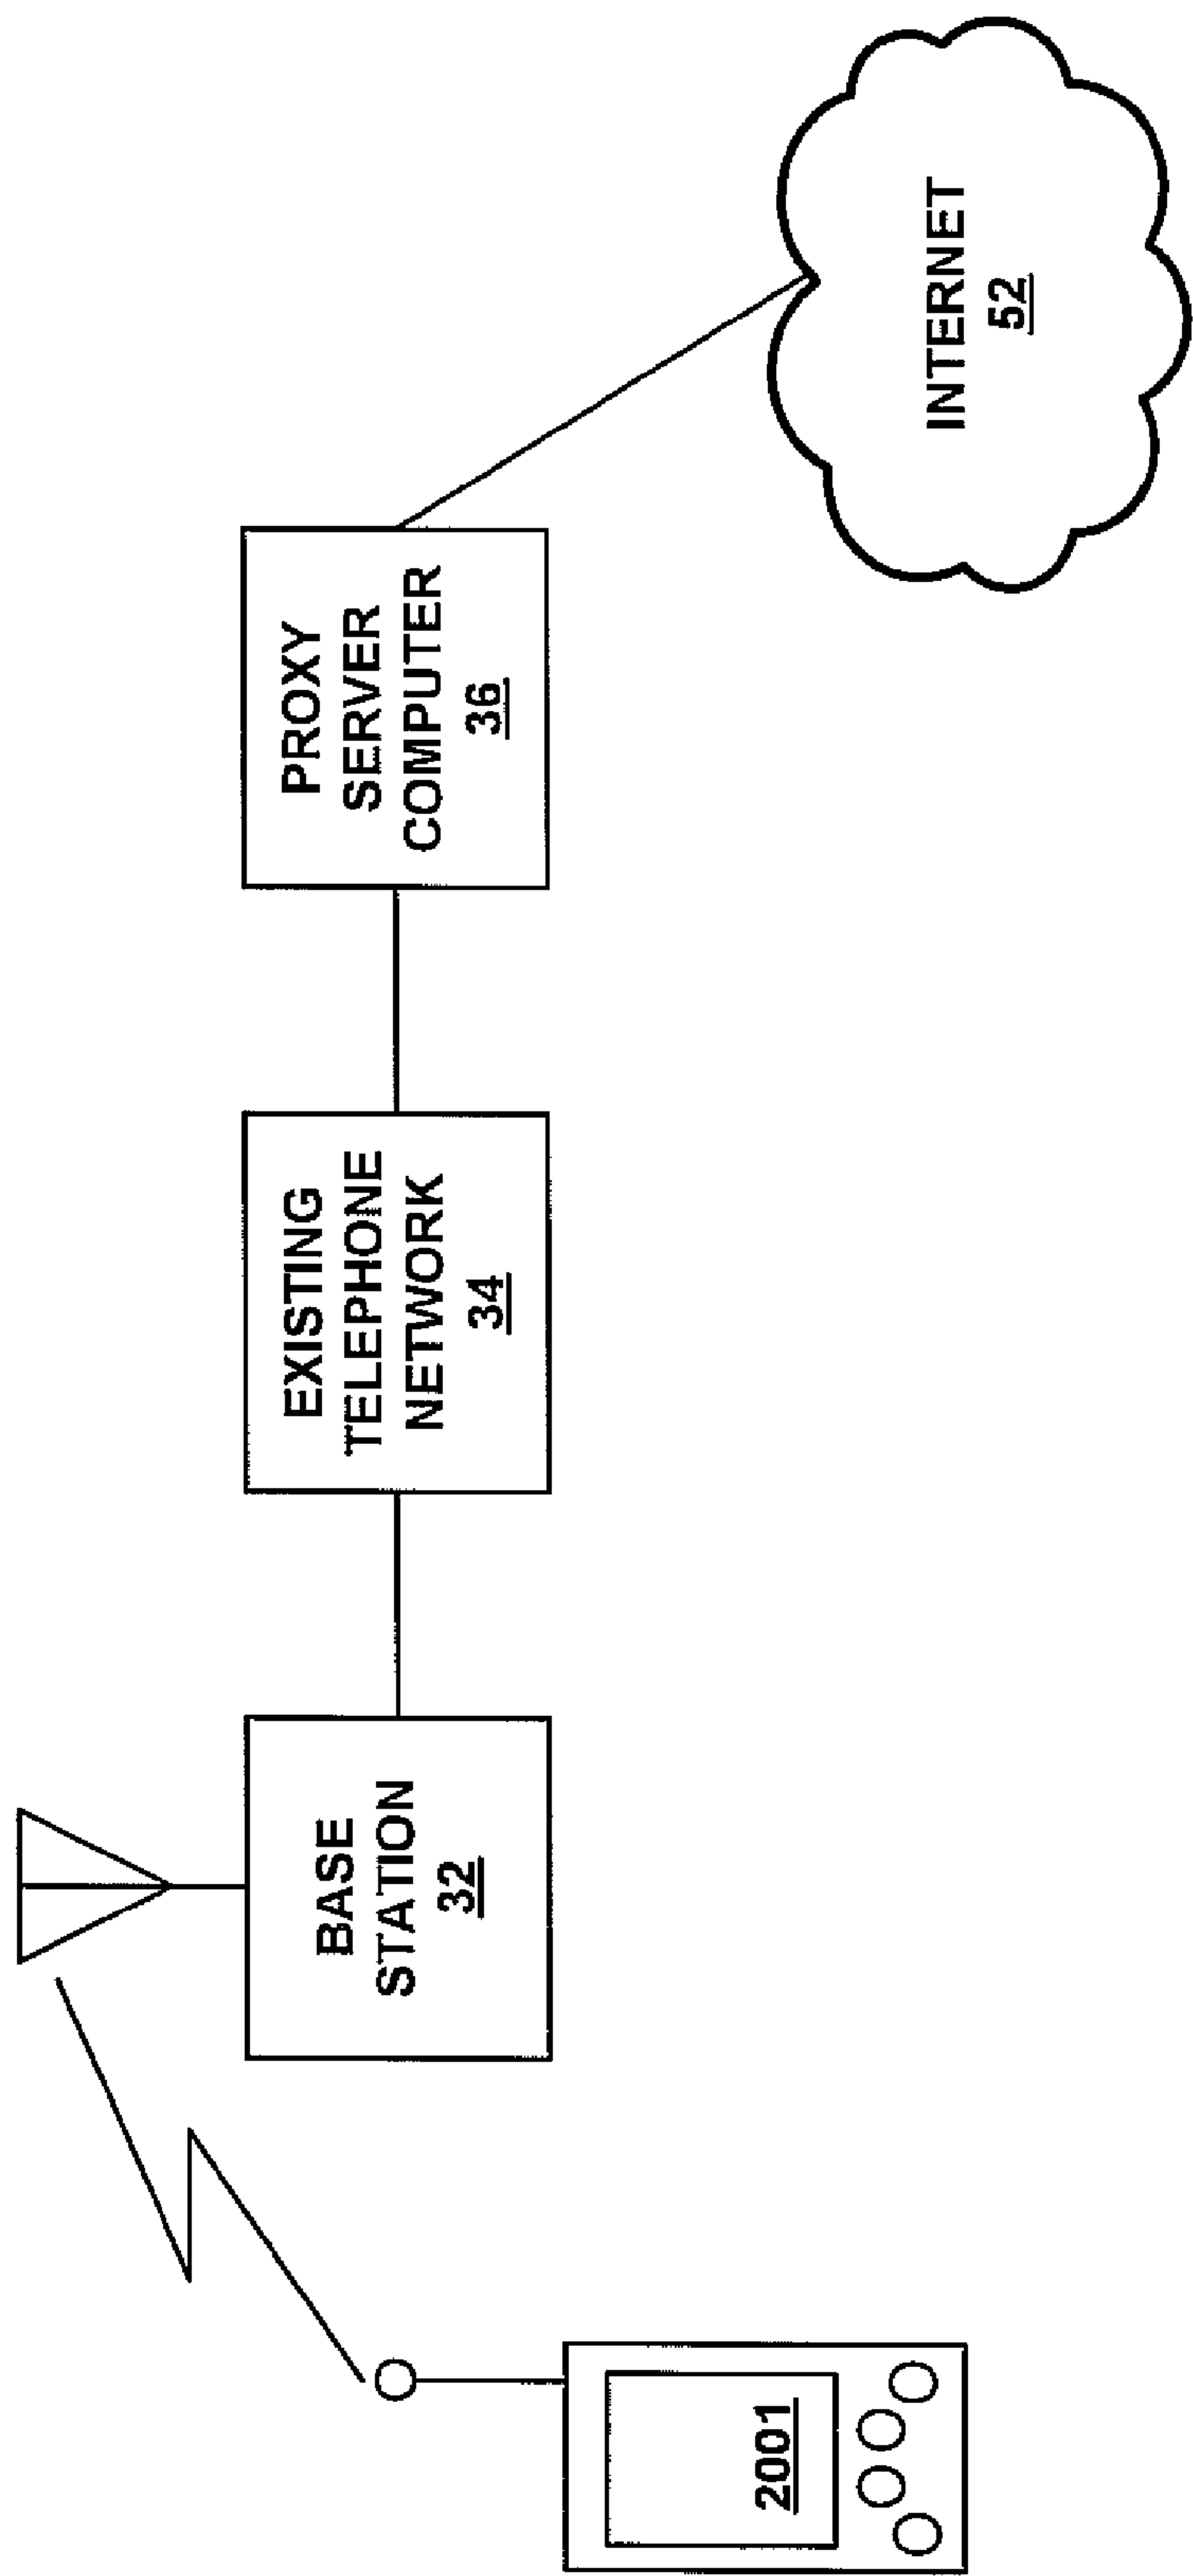 BASE
STATION
32
EXISTING
TELEPHONE
NETWORK
34
PROXY
SERVER
COMPUTER
36
INTERNET
52
2001